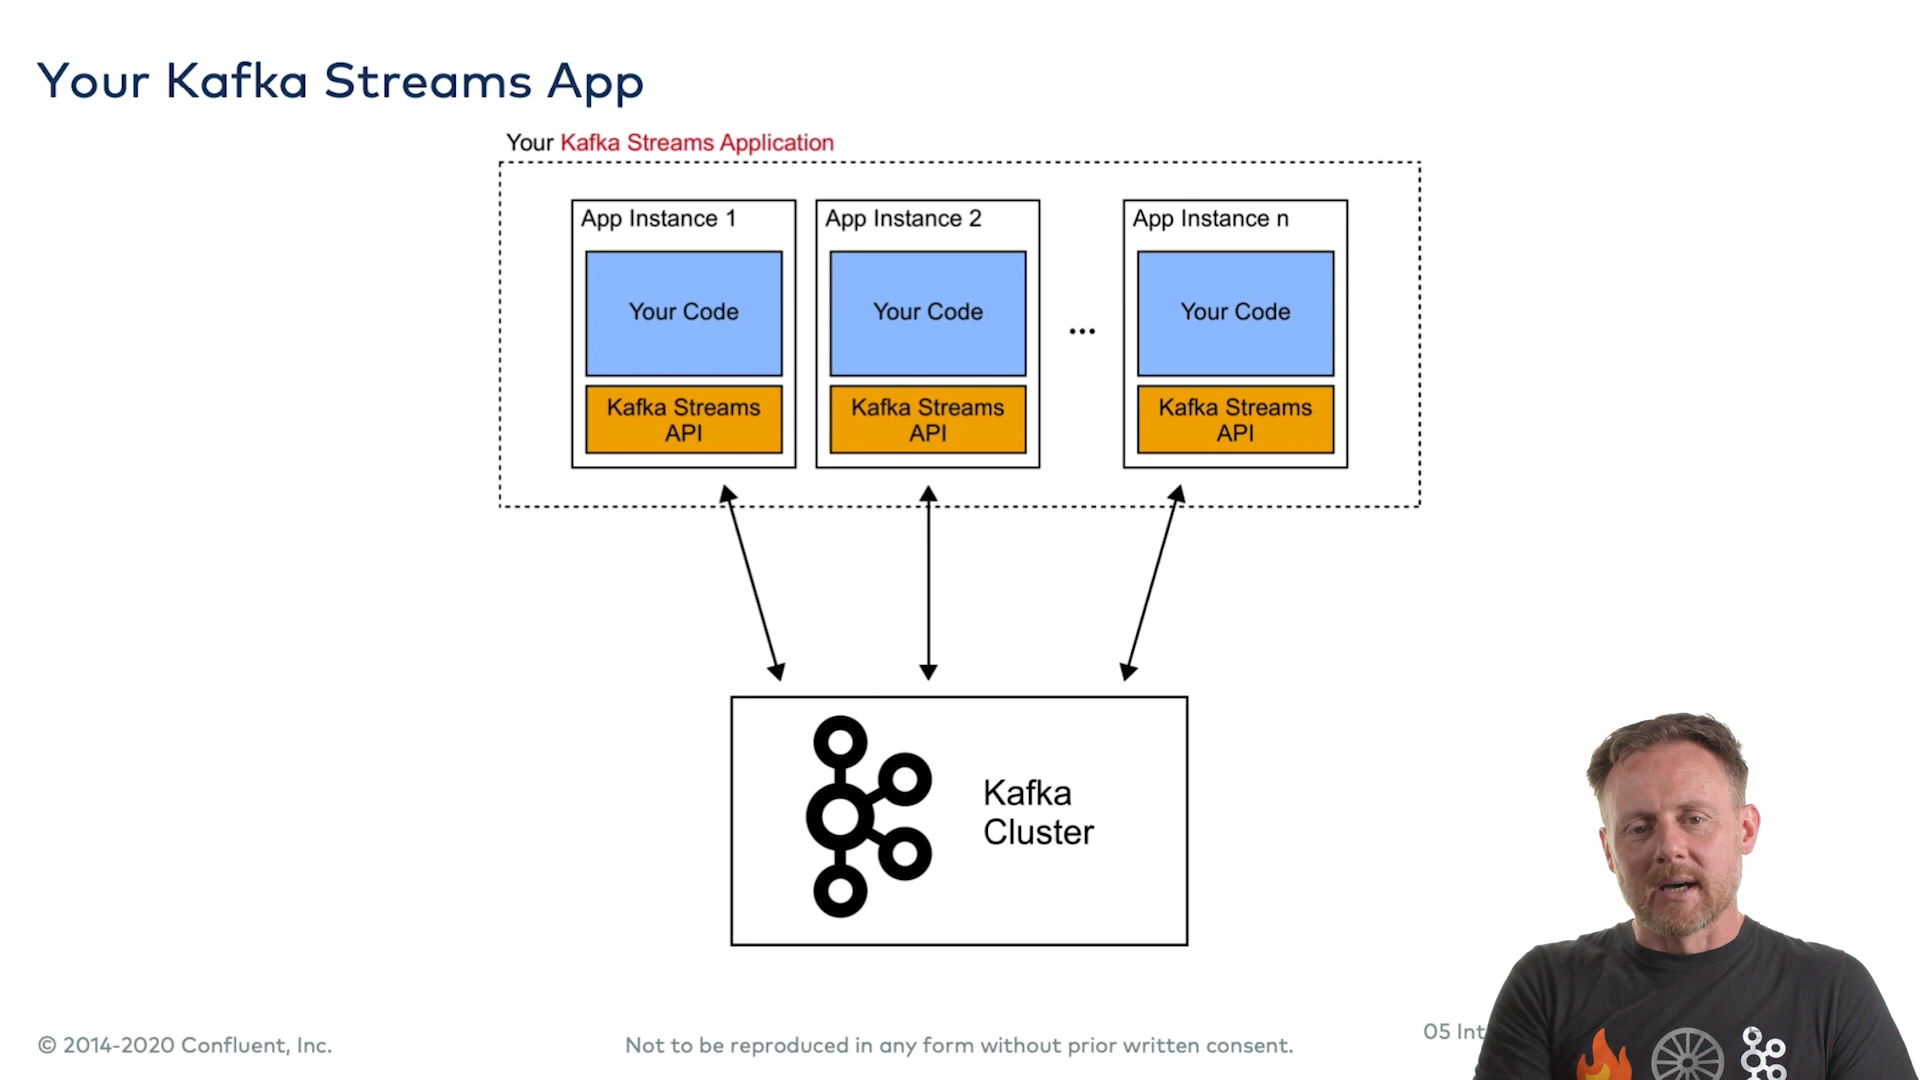 Your Kafka Streams App
Your Kafka Streams Application
App Instance 1
App Instance 2
App Instance n
Your Code
Your Code
...
Your Code
Kafka Streams
API
Kafka Streams
API
Kafka Streams
API
Kafka
Cluster
© 2014-2020 Confluent, Inc.
Not to be reproduced in any form without prior written consent.
05